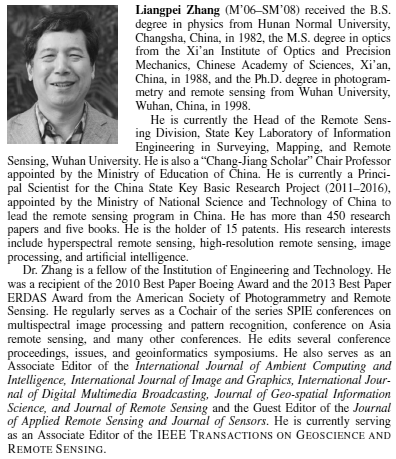 Liangpei Zhang (M’06–SM’08) received the B.S.
degree in physics from Hunan Normal University,
Changsha, China, in 1982, the M.S. degree in optics
from the Xi’an Institute of Optics and Precision
Mechanics, Chinese Academy of Sciences, Xi’an,
China, in 1988, and the Ph.D. degree in photogram-
metry and remote sensing from Wuhan University,
Wuhan, China, in 1998.
He is currently the Head of the Remote Sens-
ing Division, State Key Laboratory of Information
Engineering in Surveying, Mapping, and Remote
Sensing, Wuhan University. He is also a “Chang-Jiang Scholar” Chair Professor
appointed by the Ministry of Education of China. He is currently a Princi-
pal Scientist for the China State Key Basic Research Project (2011–2016),
appointed by the Ministry of National Science and Technology of China to
lead the remote sensing program in China. He has more than 450 research
papers and five books. He is the holder of 15 patents. His research interests
include hyperspectral remote sensing, high-resolution remote sensing, image
processing, and artificial intelligence.
Dr. Zhang is a fellow of the Institution of Engineering and Technology. He
was a recipient of the 2010 Best Paper Boeing Award and the 2013 Best Paper
ERDAS Award from the American Society of Photogrammetry and Remote
Sensing. He regularly serves as a Cochair of the series SPIE conferences on
multispectral image processing and pattern recognition, conference on Asia
remote sensing, and many other conferences. He edits several conference
proceedings, issues, and geoinformatics symposiums. He also serves as an
Associate Editor of the International Journal of Ambient Computing and
Intelligence, International Journal of Image and Graphics, International Jour-
nal of Digital Multimedia Broadcasting, Journal of Geo-spatial Information
Science, and Journal of Remote Sensing and the Guest Editor of the Journal
of Applied Remote Sensing and Journal of Sensors. He is currently serving
as an Associate Editor of the IEEE TRANSACTIONS ON GEOSCIENCE AND
REMOTE SENSING.